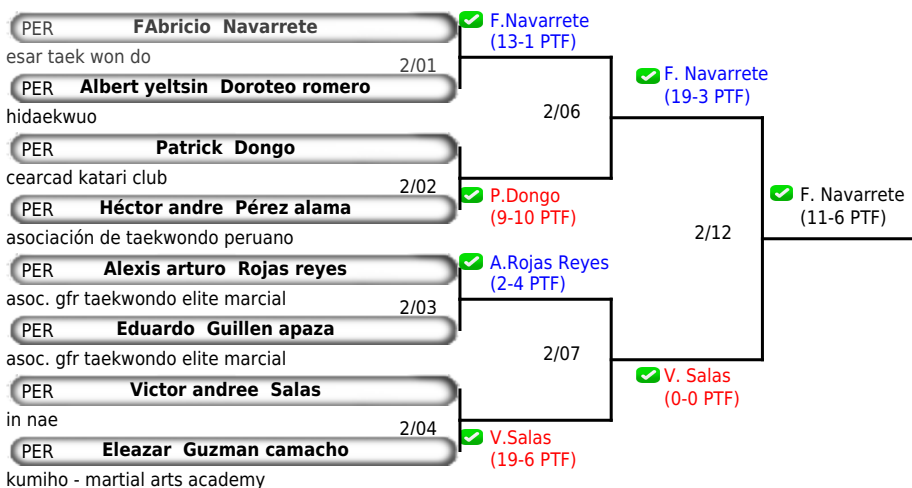 PER FAbricio Navarrete
esar taek won do
2/01
PER Albert yeltsin Doroteo romero
hidaekwuo
PER Patrick Dongo
cearcad katari club
2/02
PER Héctor andre Pérez alama
asociación de taekwondo peruano
PER Alexis arturo Rojas reyes
asoc. gfr taekwondo elite marcial
2/03
PER Eduardo Guillen apaza
asoc. gfr taekwondo elite marcial
PER Victor andree Salas
in nae
2/04
PER Eleazar Guzman camacho
kumiho - martial arts academy
F.Navarrete
(13-1 PTF)
2/06
P.Dongo
(9-10 PTF)
A.Rojas Reyes
(2-4 PTF)
2/07
V.Salas
(19-6 PTF)
F. Navarrete
(19-3 PTF)
2/12
V. Salas
(0-0 PTF)
F. Navarrete
(11-6 PTF)